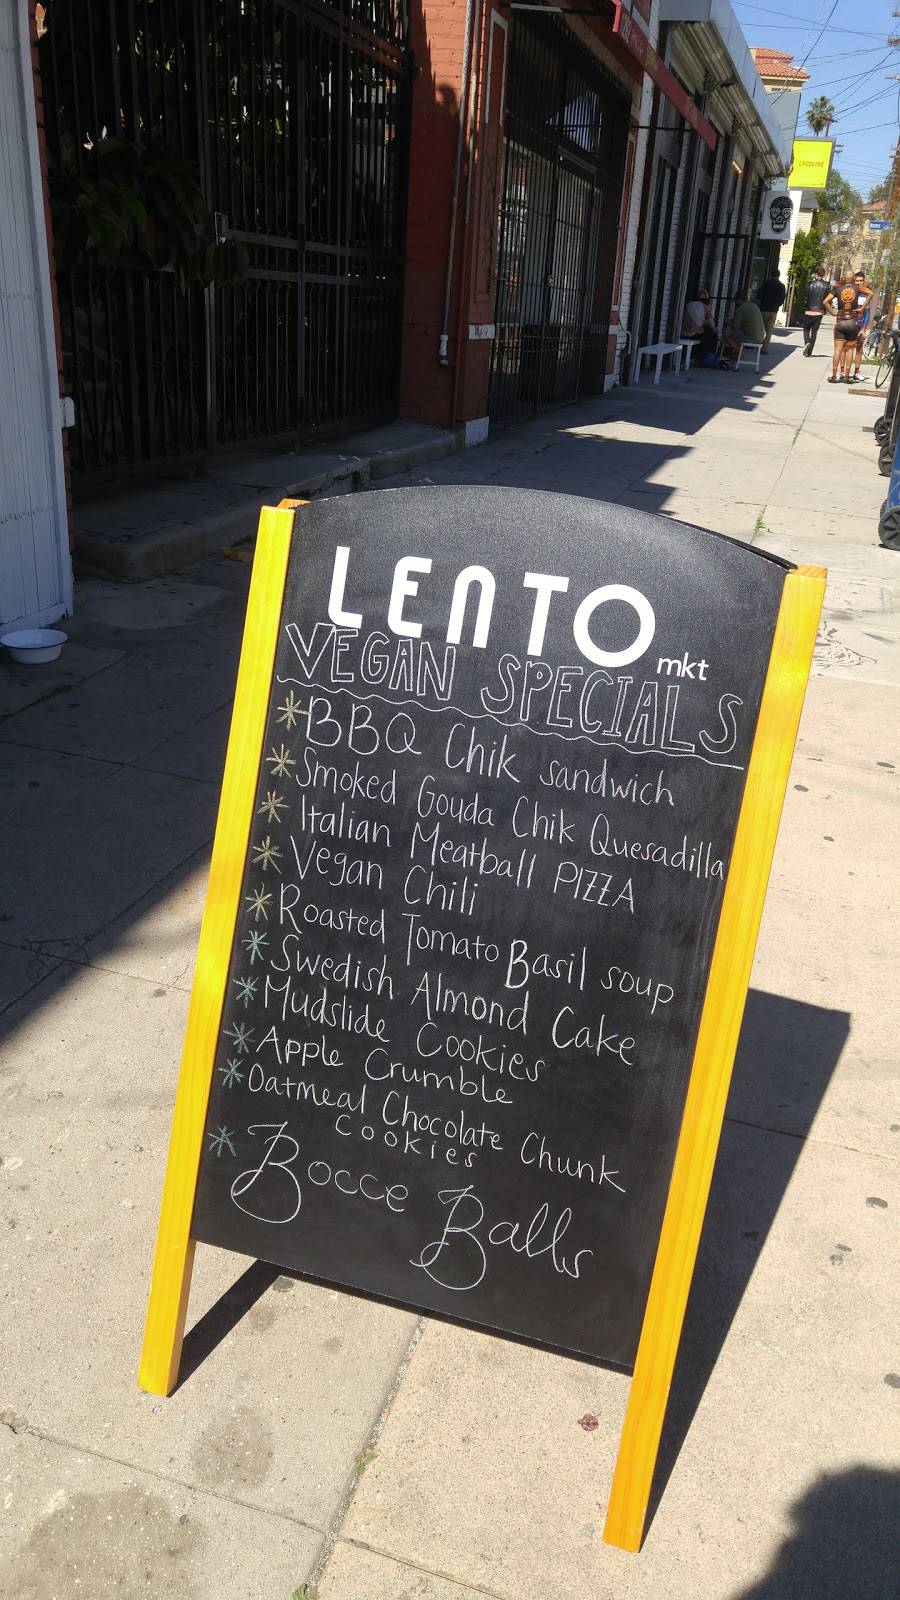 LENTO
mkt
VEGAN SPECIALS
* BBQ Chik sandwich
* Smoked Gouda Chik Quesadilla
* Italian Meatball PIZZA
* Vegan Chili
* Roasted Tomato Basil soup
* Swedish Almond Cake
* Mudslide Cookies
* Apple Crumble
* Oatmeal Chocolate Chunk
Cookies
* Bocce Balls